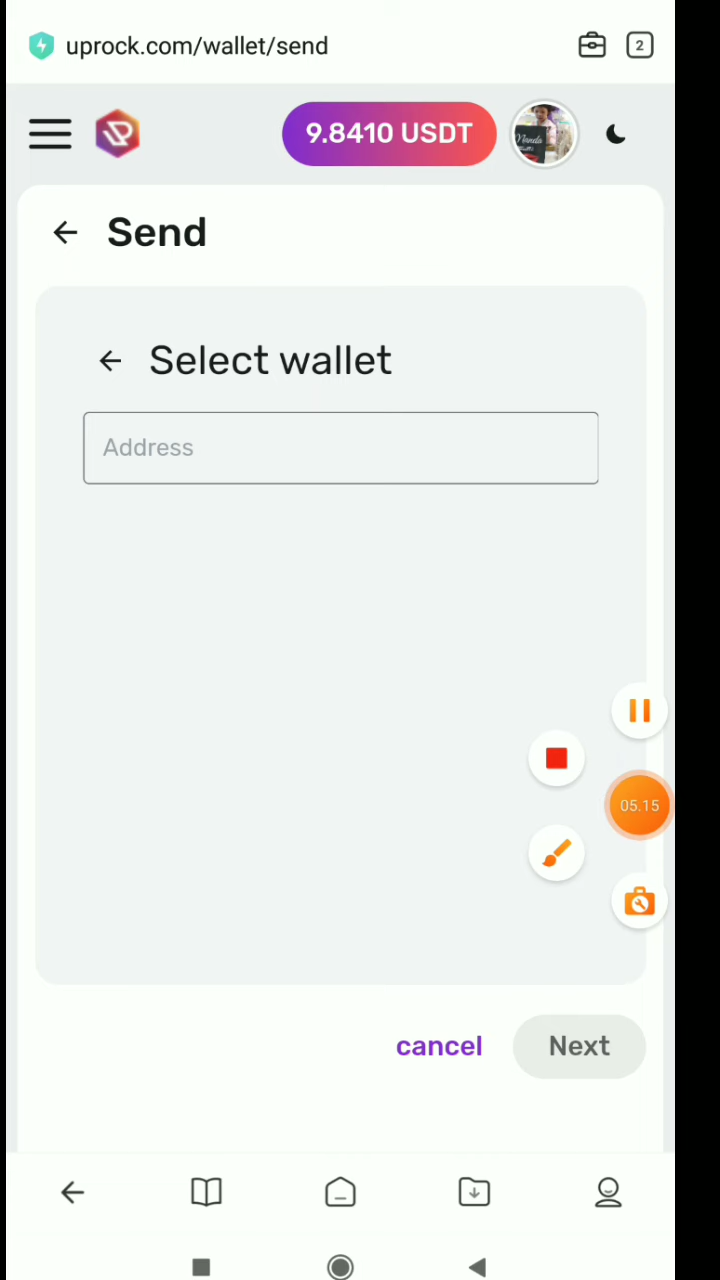 uprock.com/wallet/send
2
9.8410 USDT
Send
Select wallet
Address
05.15
cancel
Next